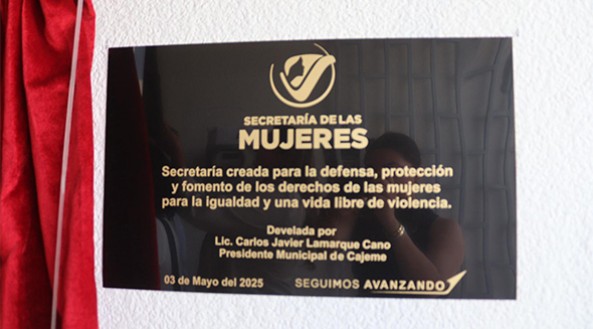 SECRETARÍA DE LAS
MUJERES
Secretaría creada para la defensa, protección
y fomento de los derechos de las mujeres
para la igualdad y una vida libre de violencia.
Develada por
Lic. Carlos Javier Lamarque Cano
Presidente Municipal de Cajeme
03 de Mayo del 2025
SEGUIMOS AVANZANDO